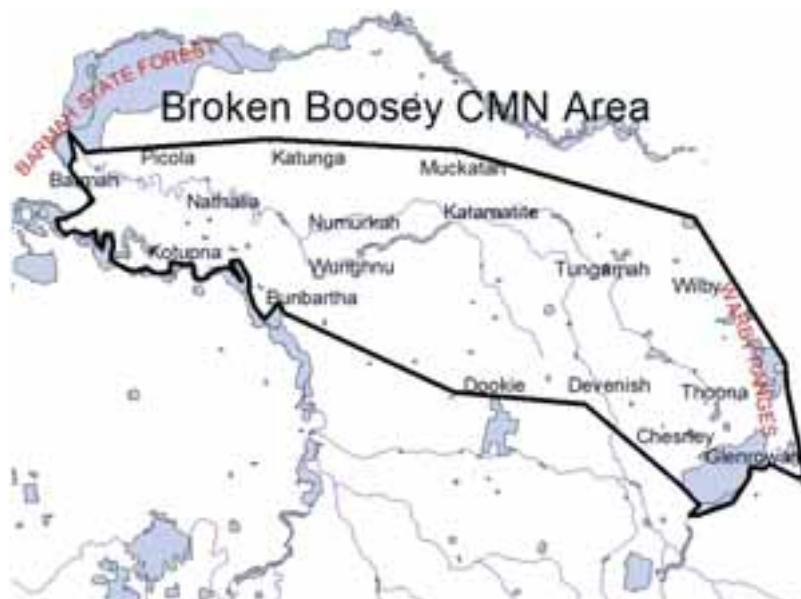 BARMAH STATE FOREST
Broken Boosey CMN Area
Picola
Katunga
Muckatah
Barmah
Nathalia
Numurkah
Katamatite
Kotupna
Wunghnu
Tungamah
Wilby
Bunbartha
WARBY RANGES
Dookie
Devenish
Thoona
Chesney
Glenrowan